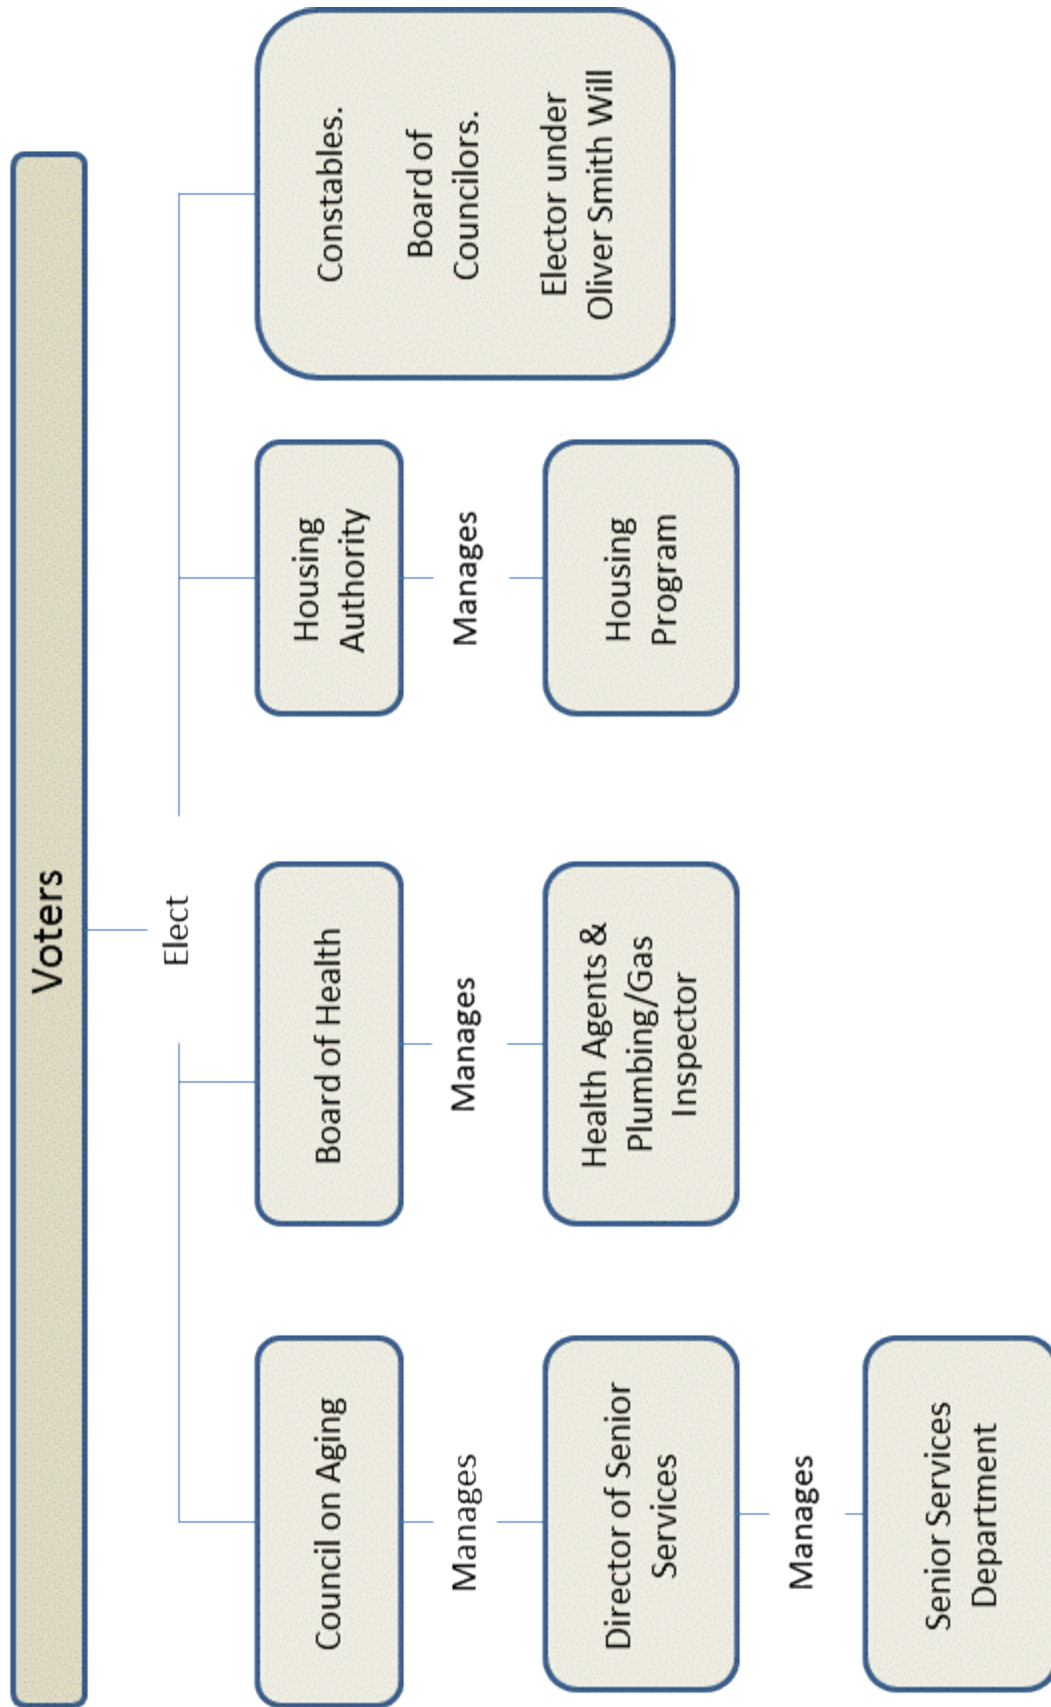 Voters
Elect
Council on Aging
Board of Health
Housing
Authority
Constables.
Board of
Councilors.
Elector under
Oliver Smith Will
Manages
Manages
Manages
Director of Senior
Services
Health Agents &
Plumbing/Gas
Inspector
Housing
Program
Manages
Senior Services
Department